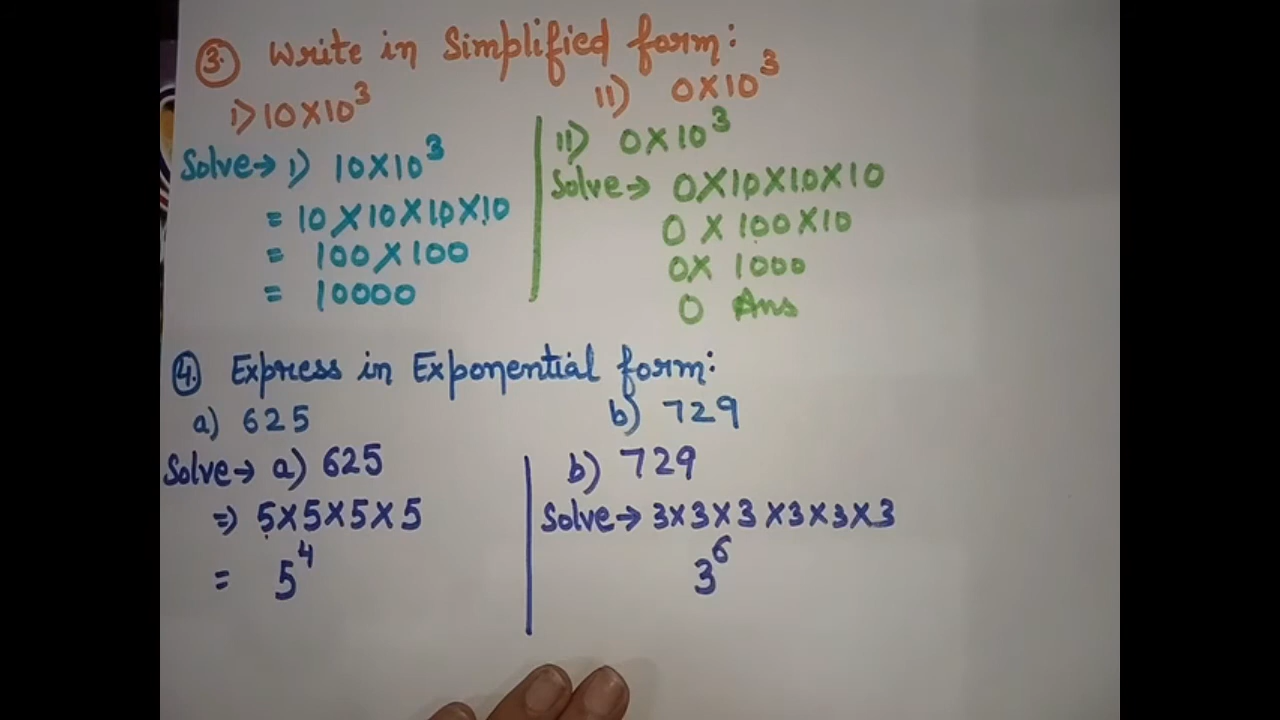 3. Write in Simplified form:
i) 10×10³ ii) 0×10³
Solve→ i) 10×10³
= 10×10×10×10
= 100×100
= 10000
ii) 0×10³
Solve→ 0×10×10×10
0 × 100×10
0× 1000
0 Ans
4. Express in Exponential form:
a) 625 b) 729
Solve→ a) 625
⇒ 5×5×5×5
= 5⁴
b) 729
Solve→ 3×3×3×3×3×3
3⁶